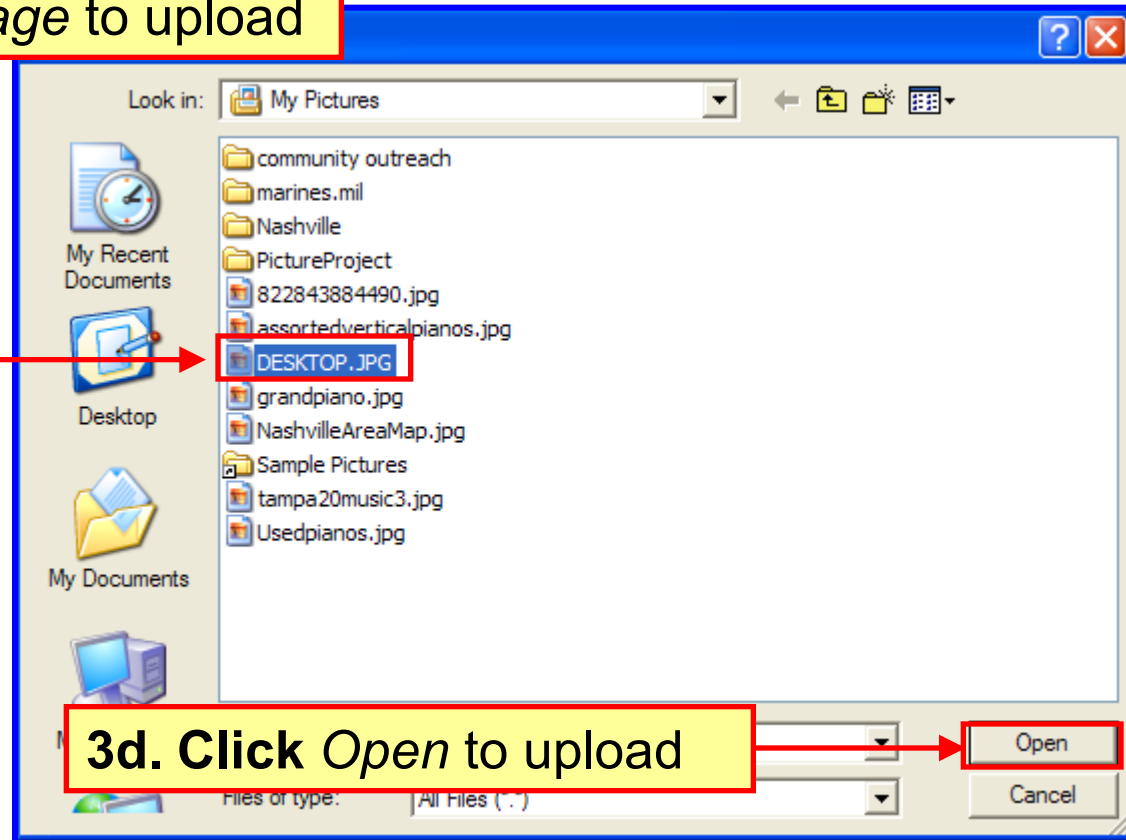 age to upload
Look in:
My Pictures
My Recent
Documents
Desktop
My Documents
community outreach
marines.mil
Nashville
PictureProject
822843884490.jpg
assortedverticalpianos.jpg
DESKTOP.JPG
grandpiano.jpg
NashvilleAreaMap.jpg
Sample Pictures
tampa20music3.jpg
Usedpianos.jpg
3d. Click Open to upload
Open
Files of type:
All Files (*.*)
Cancel